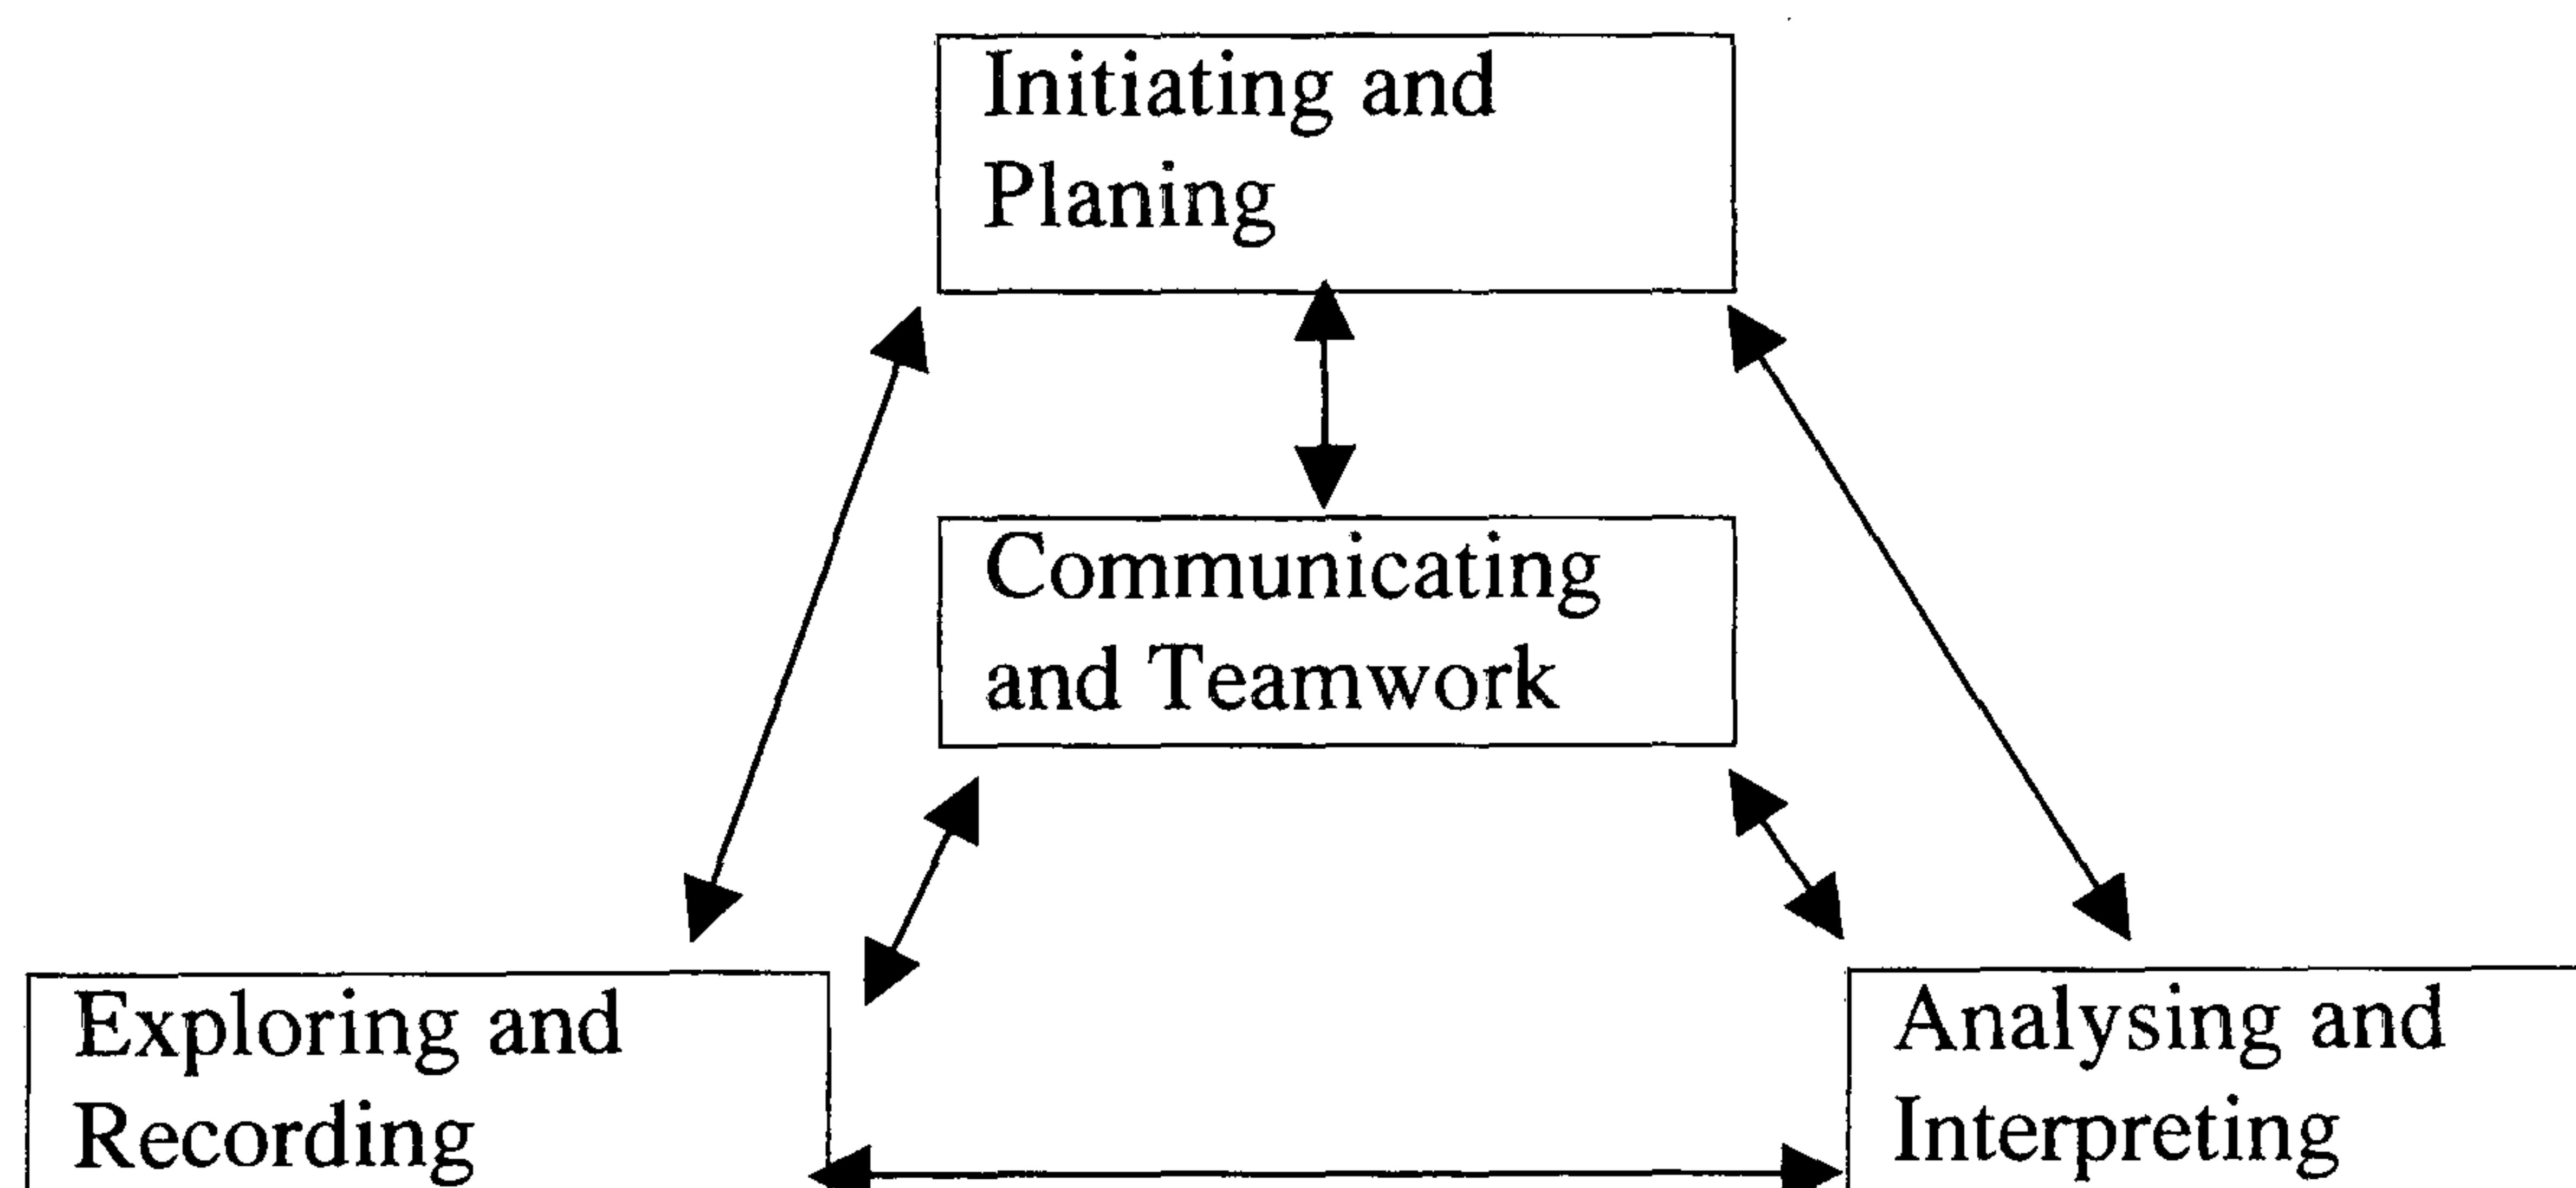 Initiating and
Planing
Communicating
and Teamwork
Exploring and
Recording
Analysing and
Interpreting